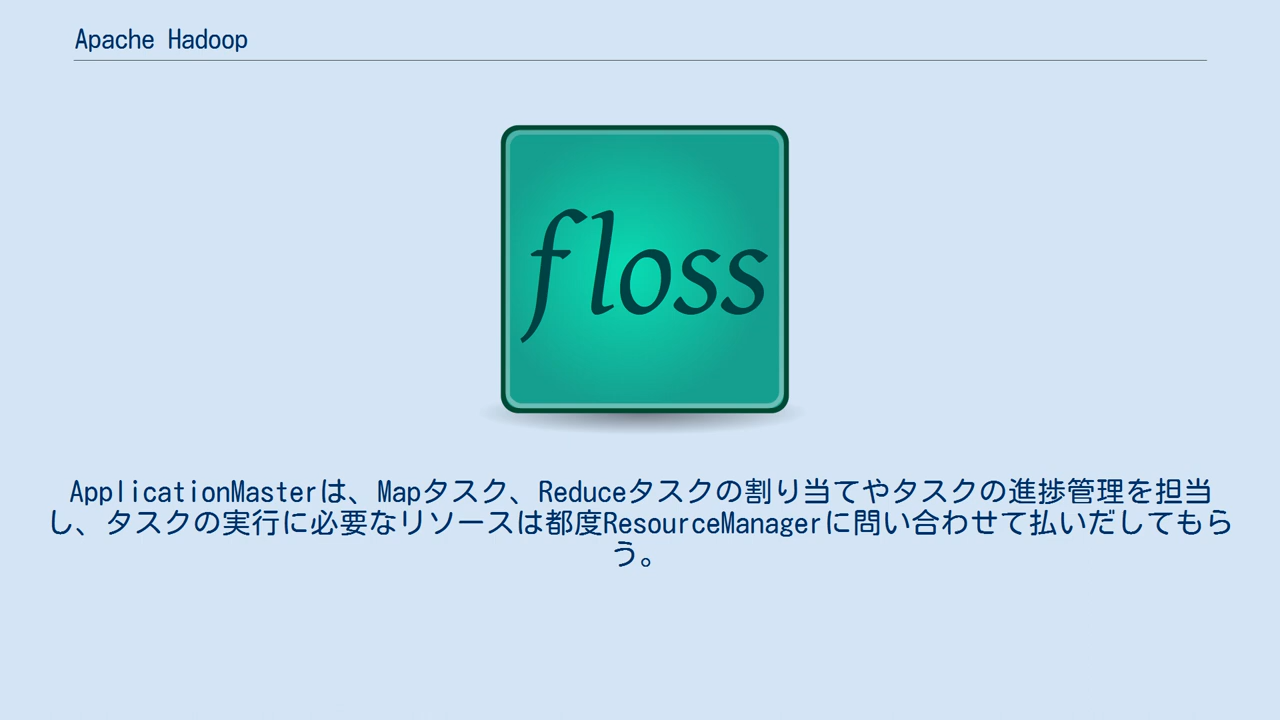 Apache Hadoop
floss
ApplicationMasterは、Mapタスク、Reduceタスクの割り当てやタスクの進捗管理を担当
し、タスクの実行に必要なリソースは都度ResourceManagerに問い合わせて払いだしてもら
う。